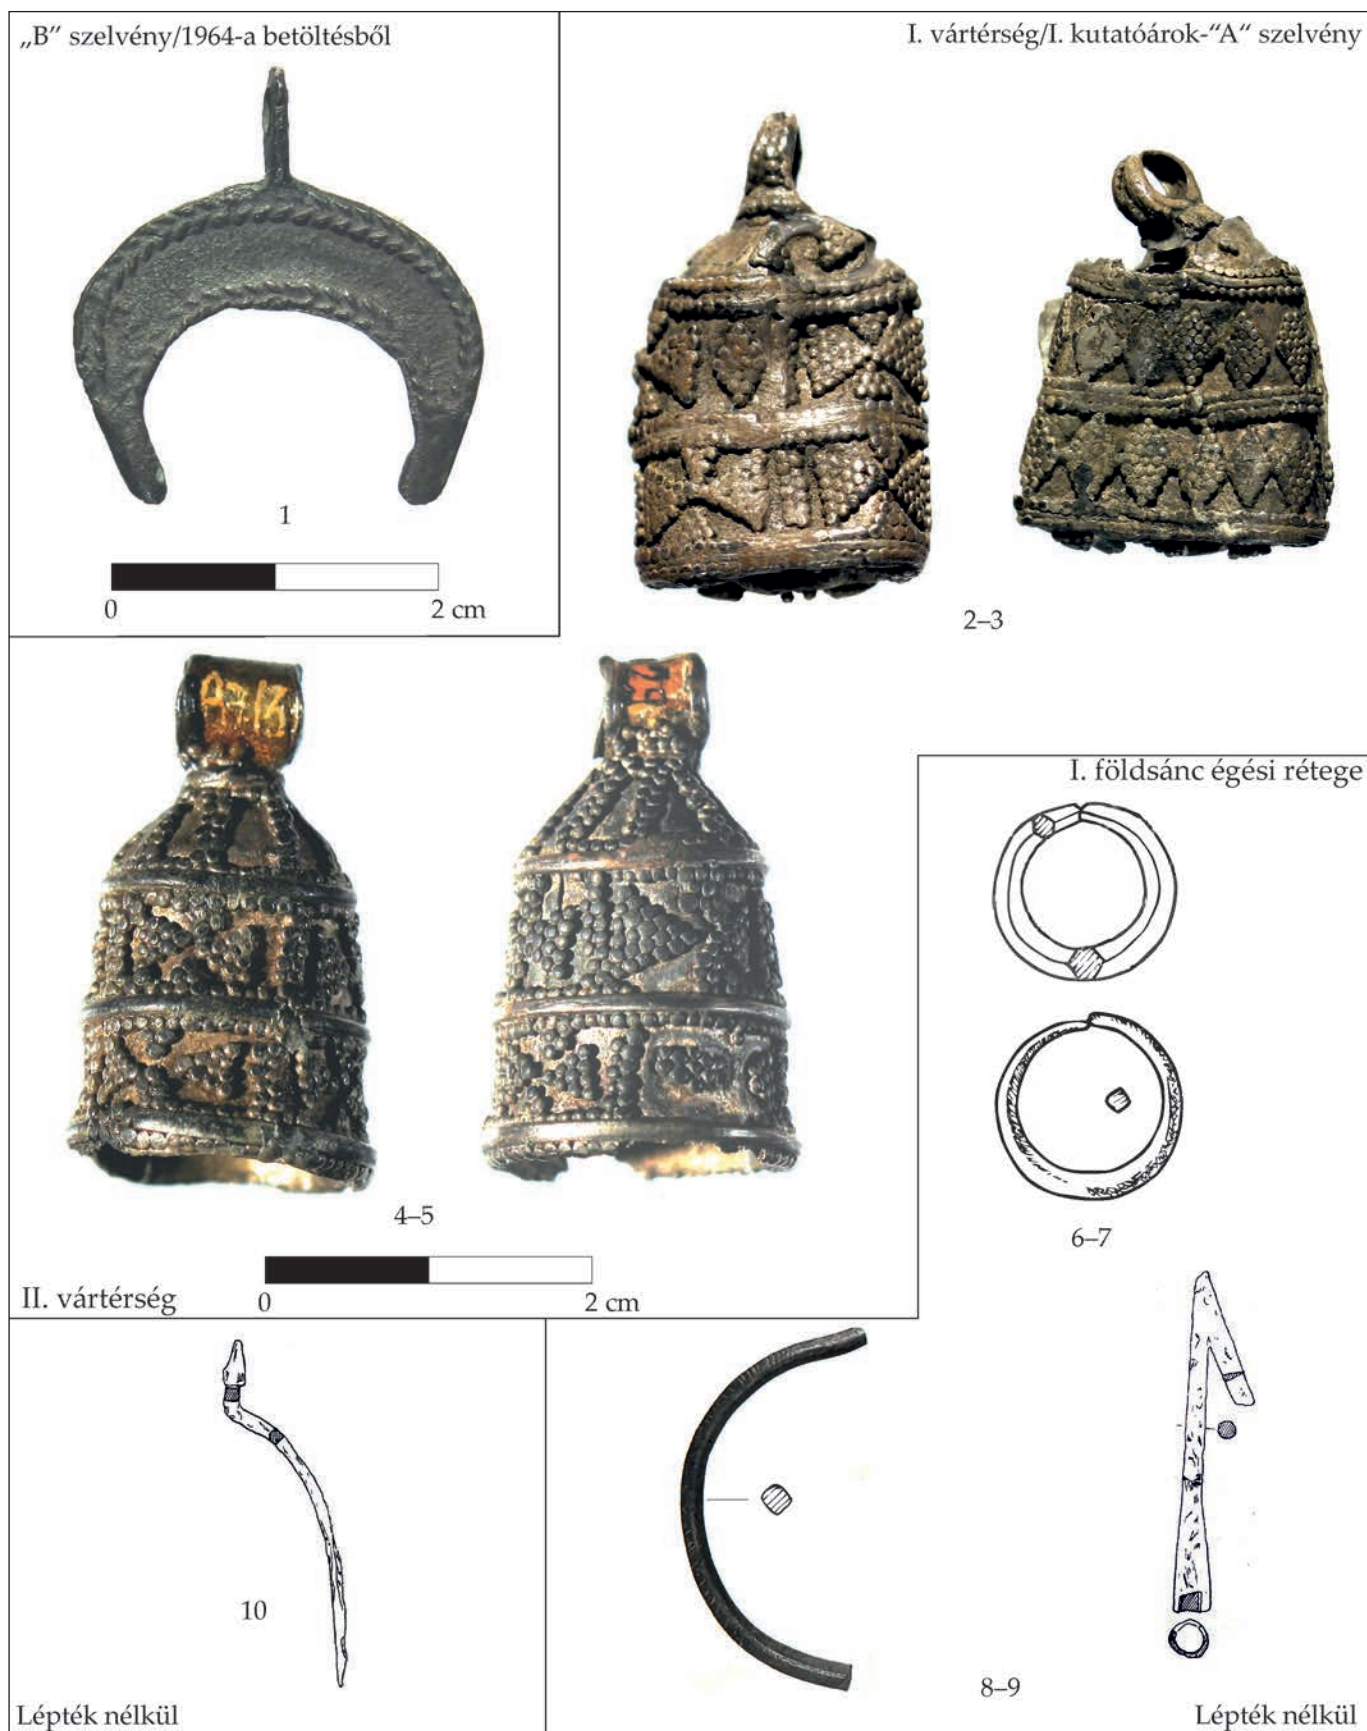 „B” szelvény/1964-a betöltésből
I. vártérség/I. kutatóárok-“A“ szelvény
1
0 2 cm
2–3
4–5
0 2 cm
II. vártérség
I. földsánc égési rétege
6–7
10
Lépték nélkül
8–9
Lépték nélkül